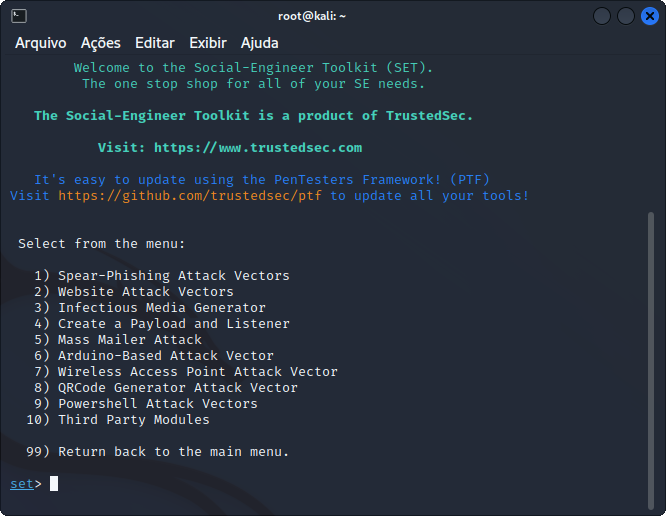 root@kali: ~
Arquivo Ações Editar Exibir Ajuda
Welcome to the Social-Engineer Toolkit (SET).
The one stop shop for all of your SE needs.
The Social-Engineer Toolkit is a product of TrustedSec.
Visit: https://www.trustedsec.com
It's easy to update using the PenTesters Framework! (PTF)
Visit https://github.com/trustedsec/ptf to update all your tools!
Select from the menu:
1) Spear-Phishing Attack Vectors
2) Website Attack Vectors
3) Infectious Media Generator
4) Create a Payload and Listener
5) Mass Mailer Attack
6) Arduino-Based Attack Vector
7) Wireless Access Point Attack Vector
8) QRCode Generator Attack Vector
9) Powershell Attack Vectors
10) Third Party Modules
99) Return back to the main menu.
set>